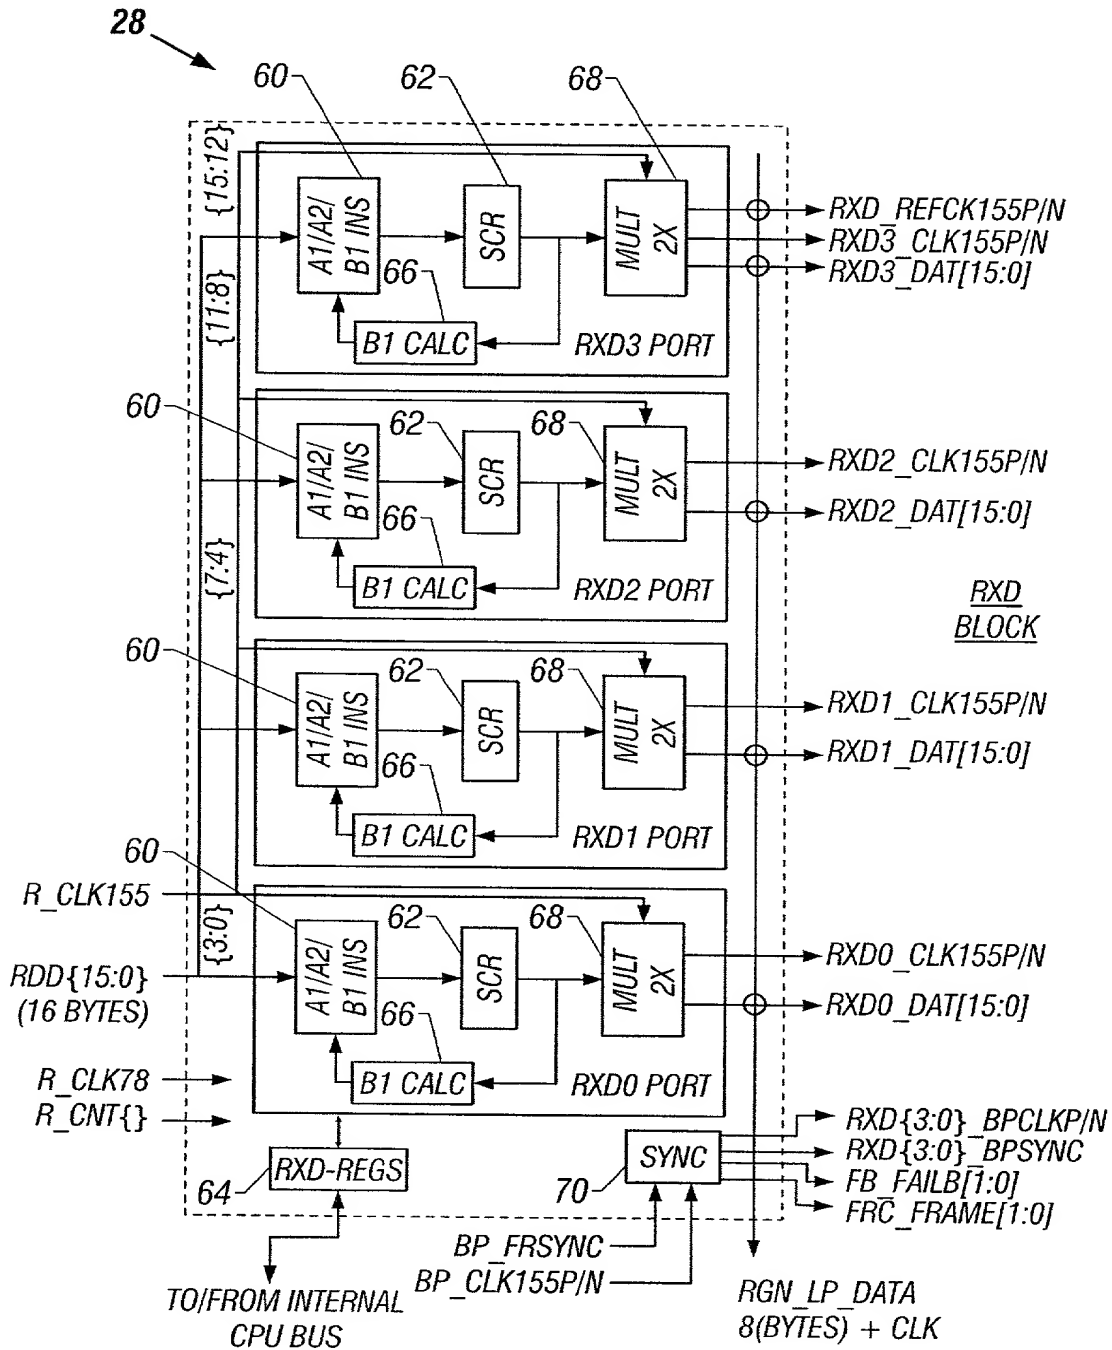 28
60
62
68
{15:12}
A1/A2/
B1 INS
SCR
MULT
2X
RXD_REFCK155P/N
RXD3_CLK155P/N
RXD3_DAT[15:0]
{11:8}
66
B1 CALC
RXD3 PORT
60
62
68
A1/A2/
B1 INS
SCR
MULT
2X
RXD2_CLK155P/N
RXD2_DAT[15:0]
{7:4}
66
B1 CALC
RXD2 PORT
RXD
BLOCK
60
62
68
A1/A2/
B1 INS
SCR
MULT
2X
RXD1_CLK155P/N
RXD1_DAT[15:0]
66
B1 CALC
RXD1 PORT
60
R_CLK155
{3:0}
62
68
A1/A2/
B1 INS
SCR
MULT
2X
RXD0_CLK155P/N
RXD0_DAT[15:0]
RDD{15:0}
(16 BYTES)
66
B1 CALC
RXD0 PORT
R_CLK78
R_CNT{}
RXD-REGS
64
SYNC
70
RXD{3:0}_BPCLKP/N
RXD{3:0}_BPSYNC
FB_FAILB[1:0]
FRC_FRAME[1:0]
BP_FRSYNC
BP_CLK155P/N
TO/FROM INTERNAL
CPU BUS
RGN_LP_DATA
8(BYTES) + CLK